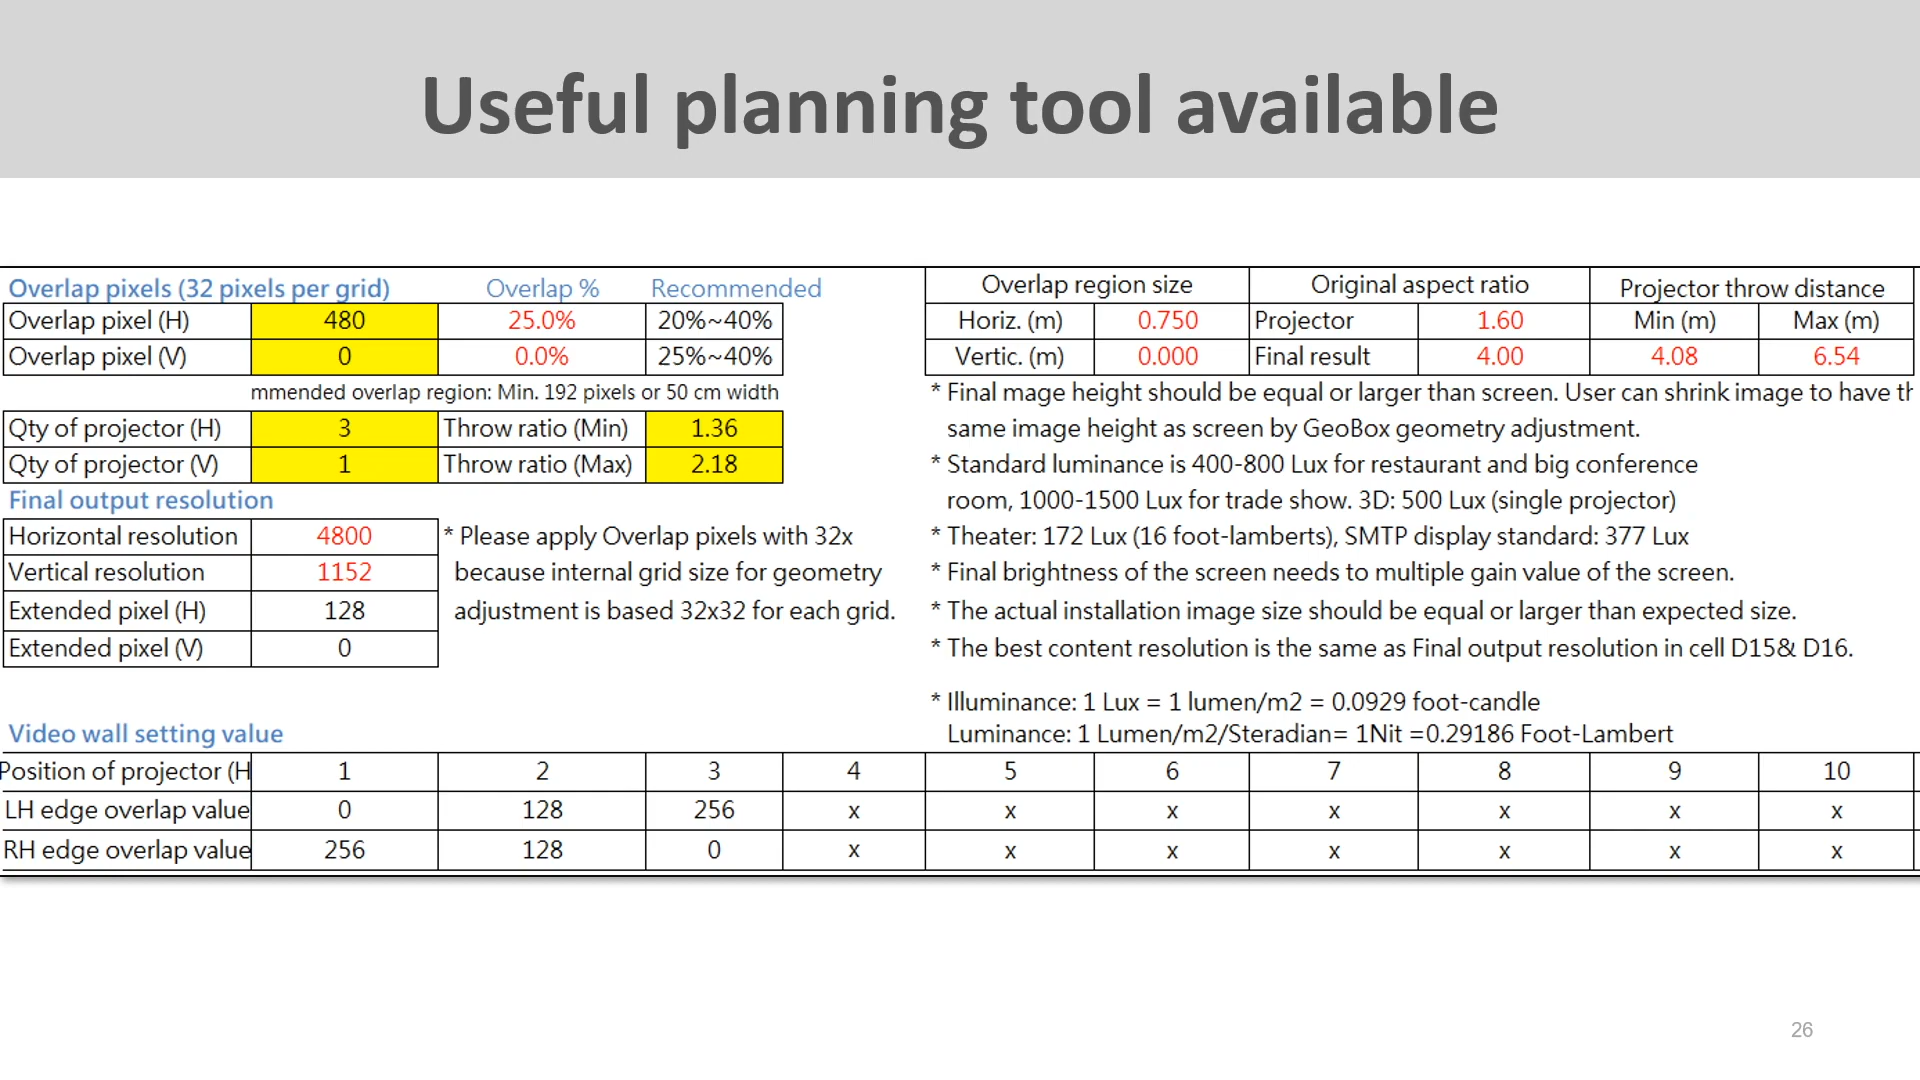 Useful planning tool available
Overlap pixels (32 pixels per grid) Overlap % Recommended
Overlap pixel (H) 480 25.0% 20%~40%
Overlap pixel (V) 0 0.0% 25%~40%
mmended overlap region: Min. 192 pixels or 50 cm width
Qty of projector (H) 3 Throw ratio (Min) 1.36
Qty of projector (V) 1 Throw ratio (Max) 2.18
Final output resolution
Horizontal resolution 4800
Vertical resolution 1152
Extended pixel (H) 128
Extended pixel (V) 0
* Please apply Overlap pixels with 32x
because internal grid size for geometry
adjustment is based 32x32 for each grid.
Overlap region size Original aspect ratio Projector throw distance
Horiz. (m) 0.750 Projector 1.60 Min (m) Max (m)
Vertic. (m) 0.000 Final result 4.00 4.08 6.54
* Final mage height should be equal or larger than screen. User can shrink image to have th
same image height as screen by GeoBox geometry adjustment.
* Standard luminance is 400-800 Lux for restaurant and big conference
room, 1000-1500 Lux for trade show. 3D: 500 Lux (single projector)
* Theater: 172 Lux (16 foot-lamberts), SMTP display standard: 377 Lux
* Final brightness of the screen needs to multiple gain value of the screen.
* The actual installation image size should be equal or larger than expected size.
* The best content resolution is the same as Final output resolution in cell D15& D16.
* Illuminance: 1 Lux = 1 lumen/m2 = 0.0929 foot-candle
Luminance: 1 Lumen/m2/Steradian= 1Nit =0.29186 Foot-Lambert
Video wall setting value
Position of projector (H 1 2 3 4 5 6 7 8 9 10
LH edge overlap value 0 128 256 x x x x x x x
RH edge overlap value 256 128 0 x x x x x x x
26